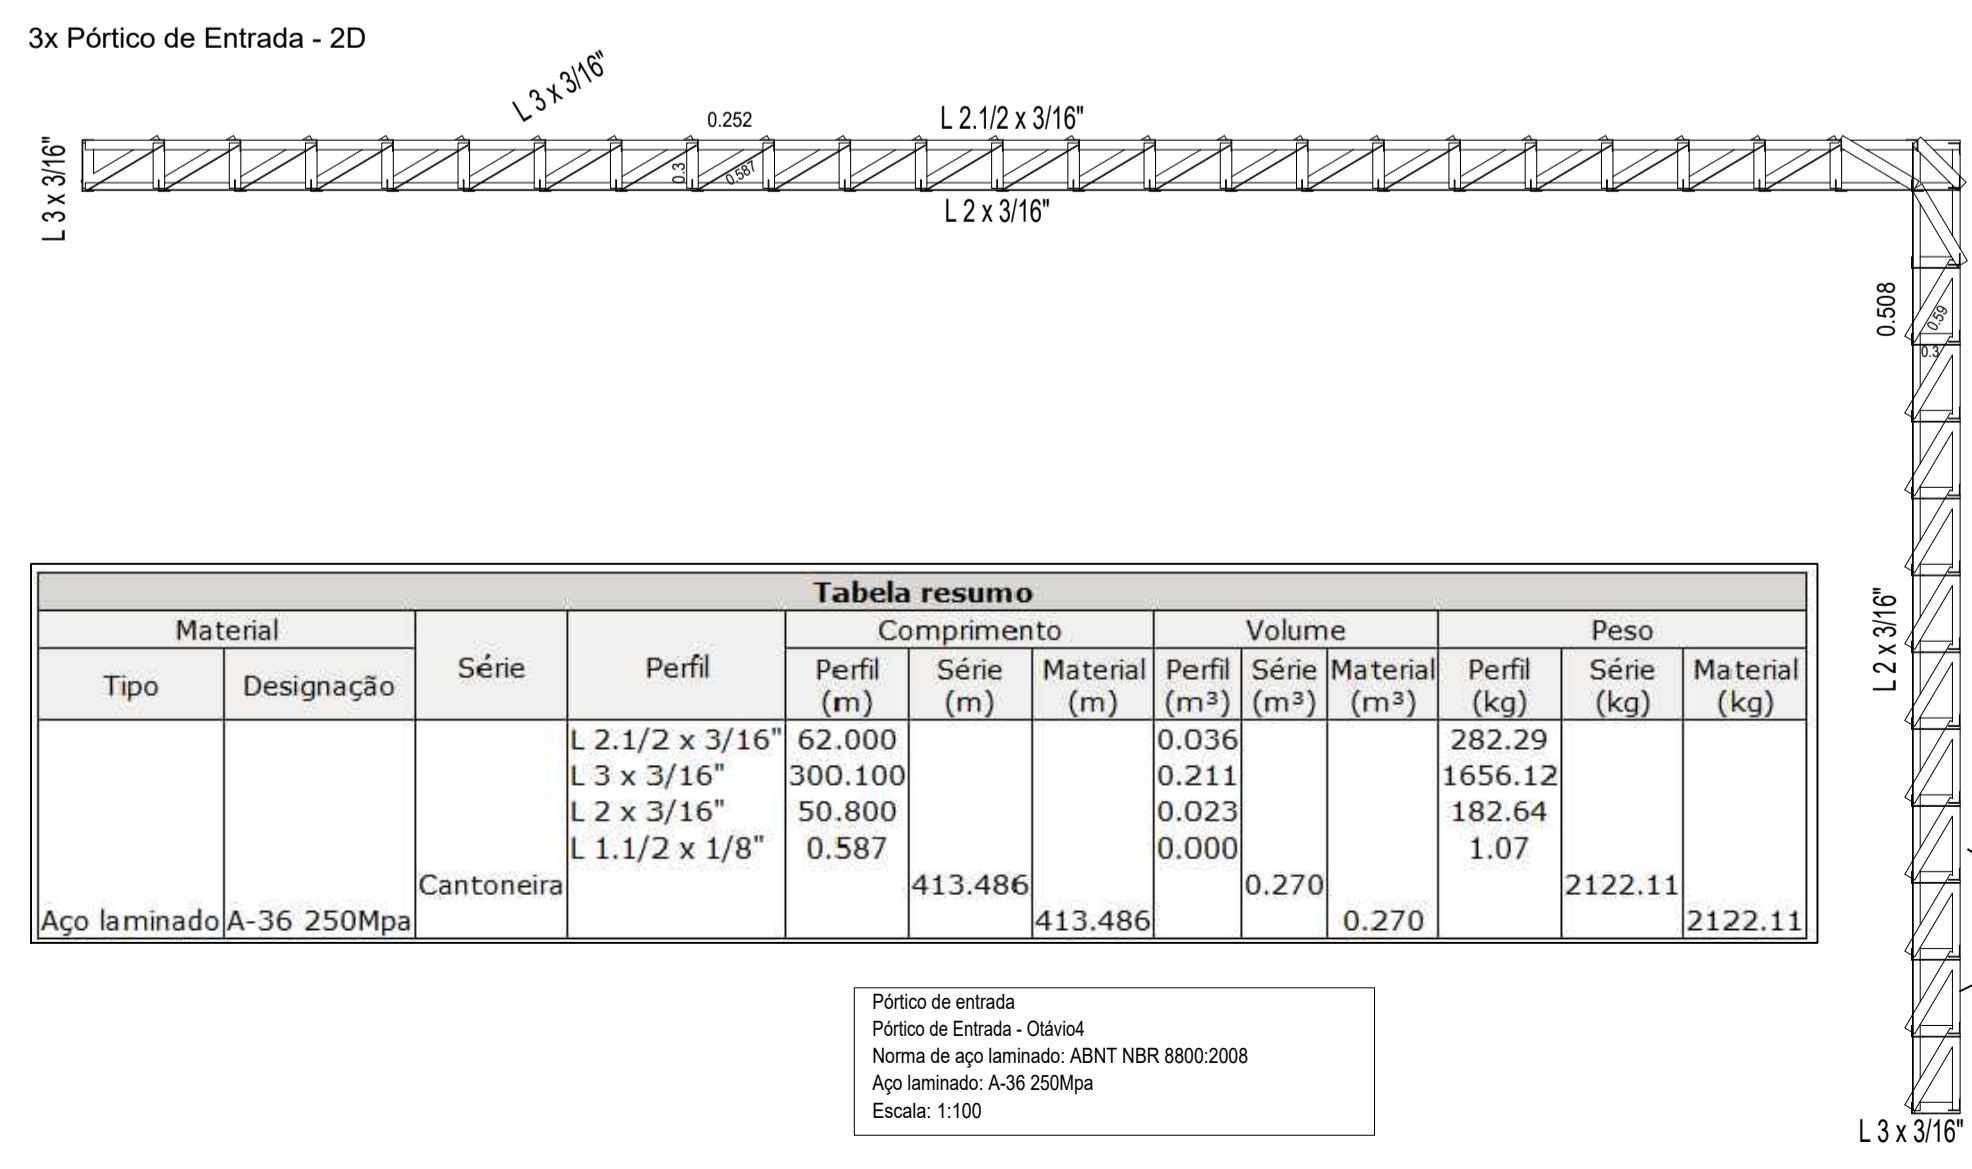 3x Pórtico de Entrada - 2D
L 3 x 3/16"
0.252
L 2.1/2 x 3/16"
L 3 x 3/16"
0.3
0.587
L 2 x 3/16"
0.508
0.59
0.3
L 2 x 3/16"
Tabela resumo
Material Série Perfil Comprimento Volume Peso
Tipo Designação Perfil (m) Série (m) Material (m) Perfil (m³) Série (m³) Material (m³) Perfil (kg) Série (kg) Material (kg)
L 2.1/2 x 3/16" 62.000 0.036 282.29
L 3 x 3/16" 300.100 0.211 1656.12
L 2 x 3/16" 50.800 0.023 182.64
L 1.1/2 x 1/8" 0.587 0.000 1.07
Cantoneira 413.486 0.270 2122.11
Aço laminado A-36 250Mpa 413.486 0.270 2122.11
Pórtico de entrada
Pórtico de Entrada - Otávio4
Norma de aço laminado: ABNT NBR 8800:2008
Aço laminado: A-36 250Mpa
Escala: 1:100
L 3 x 3/16"